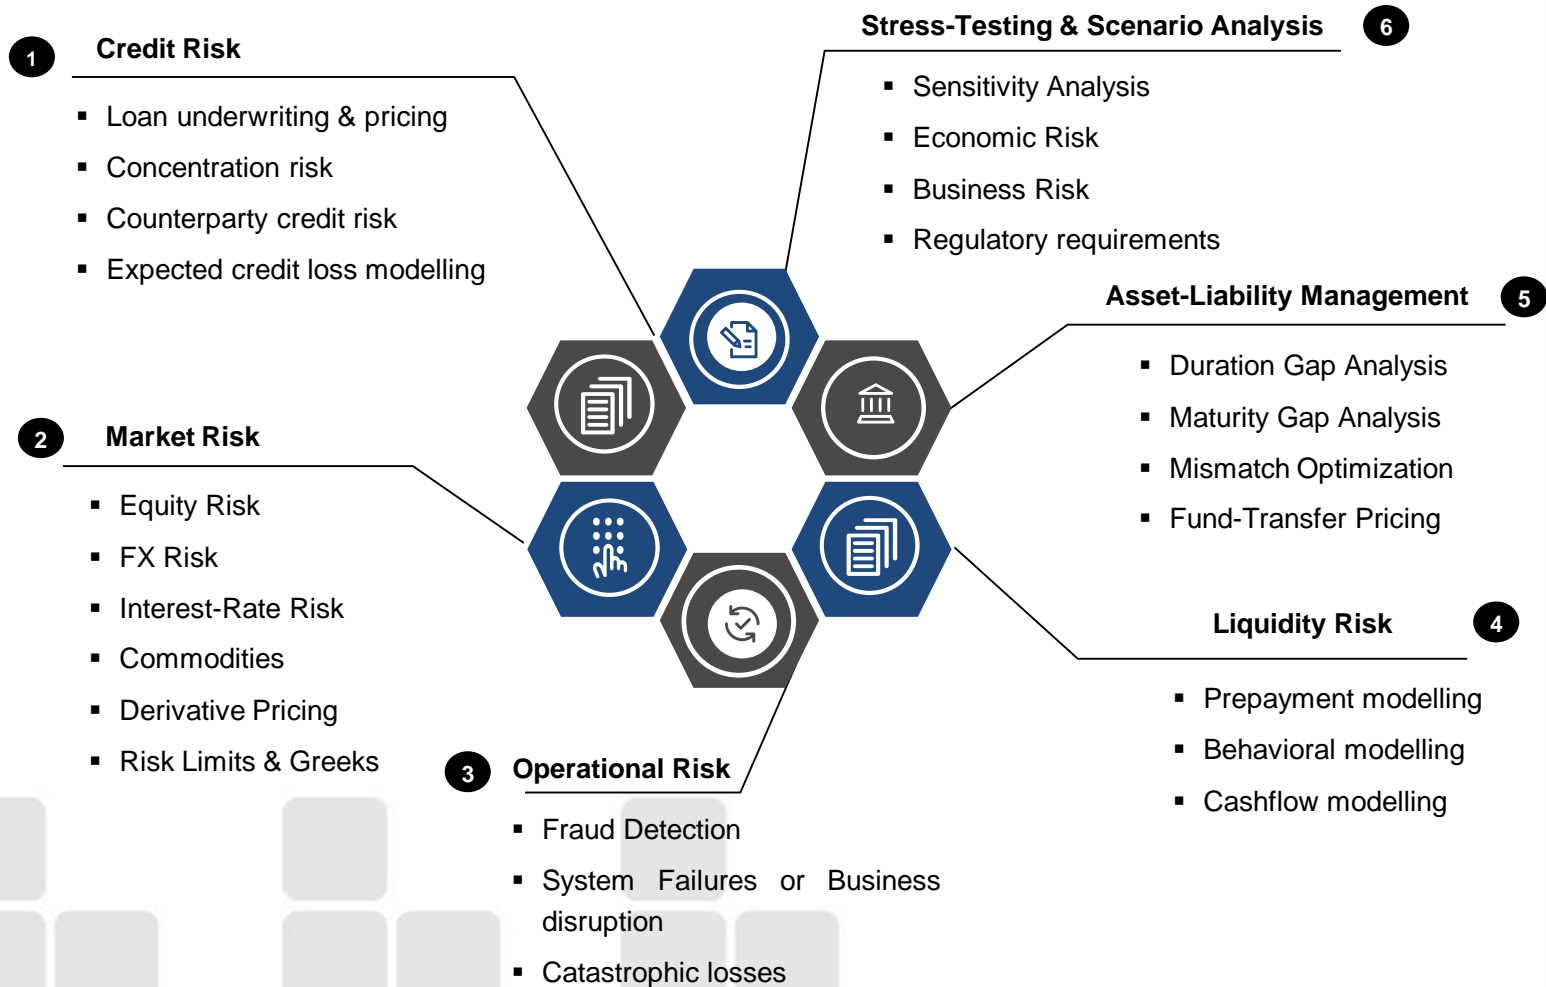 1
Credit Risk
Loan underwriting & pricing
Concentration risk
Counterparty credit risk
Expected credit loss modelling
2
Market Risk
Equity Risk
FX Risk
Interest-Rate Risk
Commodities
Derivative Pricing
Risk Limits & Greeks
3
Operational Risk
Fraud Detection
System Failures or Business
disruption
Catastrophic losses
Liquidity Risk
4
Prepayment modelling
Behavioral modelling
Cashflow modelling
Asset-Liability Management
5
Duration Gap Analysis
Maturity Gap Analysis
Mismatch Optimization
Fund-Transfer Pricing
Stress-Testing & Scenario Analysis
6
Sensitivity Analysis
Economic Risk
Business Risk
Regulatory requirements